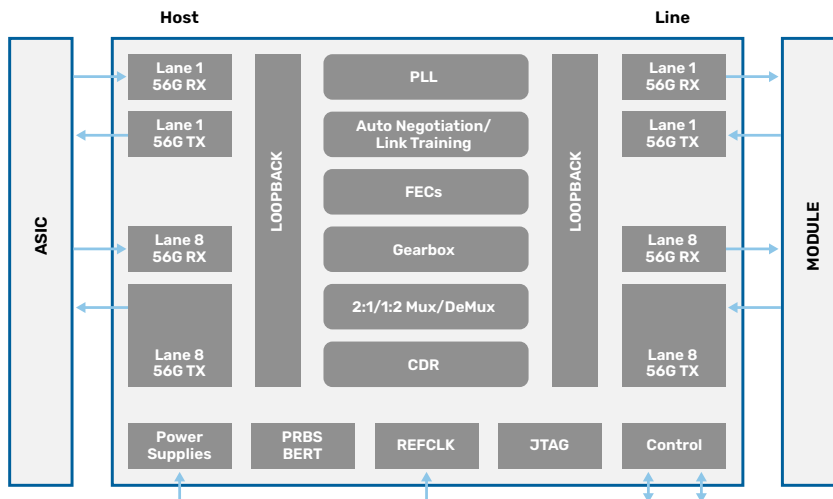 Host
Line
ASIC
Lane 1
56G RX
Lane 1
56G TX
Lane 8
56G RX
Lane 8
56G TX
LOOPBACK
PLL
Auto Negotiation/
Link Training
FECs
Gearbox
2:1/1:2 Mux/DeMux
CDR
LOOPBACK
Lane 1
56G RX
Lane 1
56G TX
Lane 8
56G RX
Lane 8
56G TX
MODULE
Power
Supplies
PRBS
BERT
REFCLK
JTAG
Control